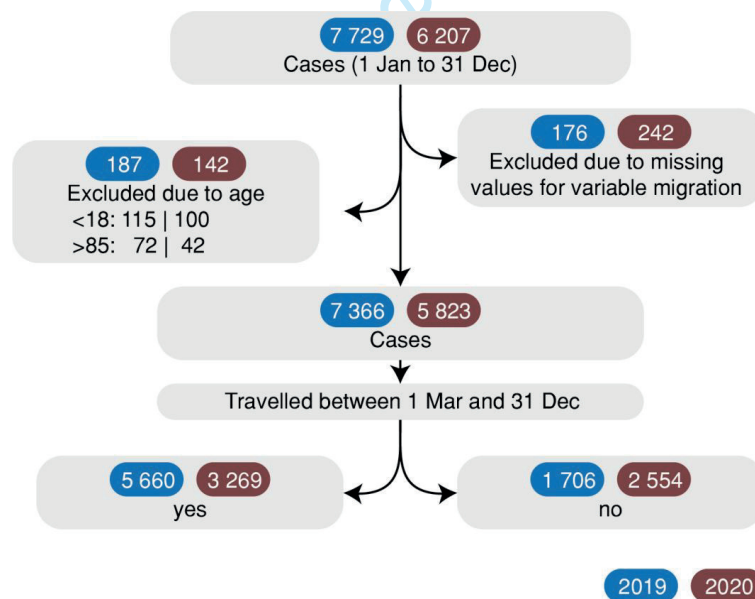 7 729 6 207
Cases (1 Jan to 31 Dec)
187 142
Excluded due to age
<18: 115 | 100
>85: 72 | 42
176 242
Excluded due to missing
values for variable migration
7 366 5 823
Cases
Travelled between 1 Mar and 31 Dec
5 660 3 269
yes
1 706 2 554
no
2019 2020